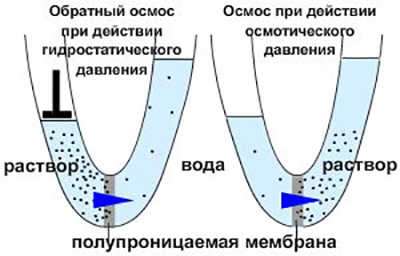 Обратный осмос
при действии
гидростатического
давления
Осмос при действии
осмотического
давления
раствор
вода
раствор
полупроницаемая мембрана